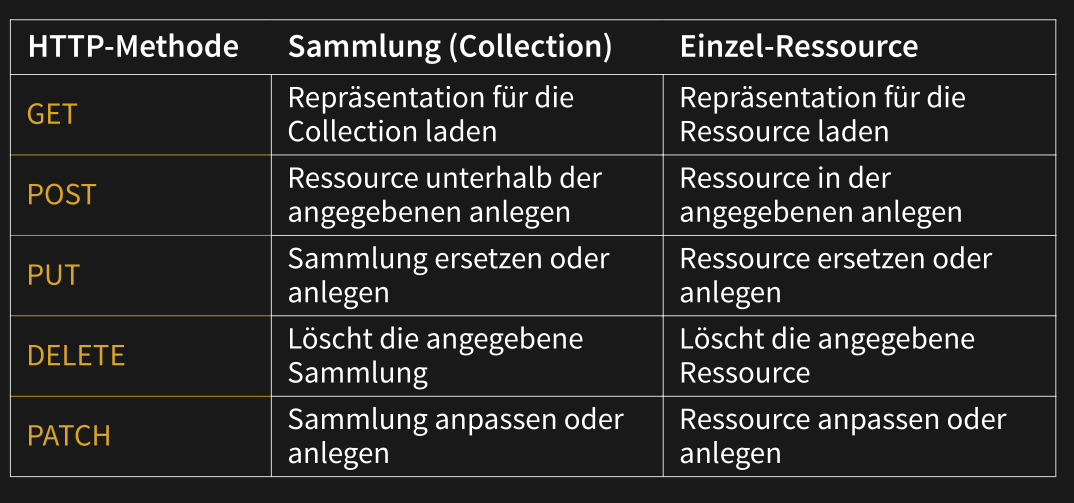 HTTP-Methode Sammlung (Collection) Einzel-Ressource
GET
Repräsentation für die
Collection laden
Repräsentation für die
Ressource laden
POST
Ressource unterhalb der
angegebenen anlegen
Ressource in der
angegebenen anlegen
PUT
Sammlung ersetzen oder
anlegen
Ressource ersetzen oder
anlegen
DELETE
Löscht die angegebene
Sammlung
Löscht die angegebene
Ressource
PATCH
Sammlung anpassen oder
anlegen
Ressource anpassen oder
anlegen